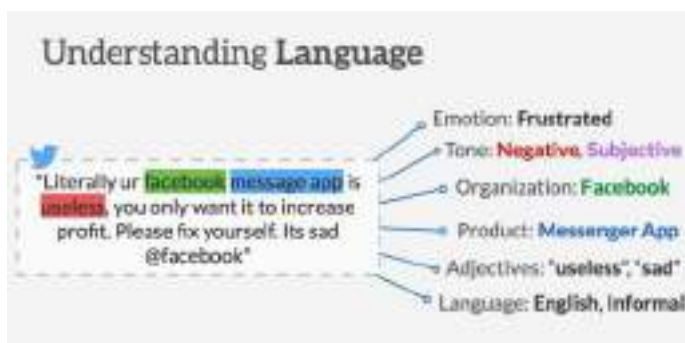 Understanding Language
Emotion: Frustrated
Tone: Negative, Subjective
"Literally ur facebook message app is
useless, you only want it to increase
profit. Please fix yourself. Its sad
@facebook"
Organization: Facebook
Product: Messenger App
Adjectives: "useless", "sad"
Language: English, Informal